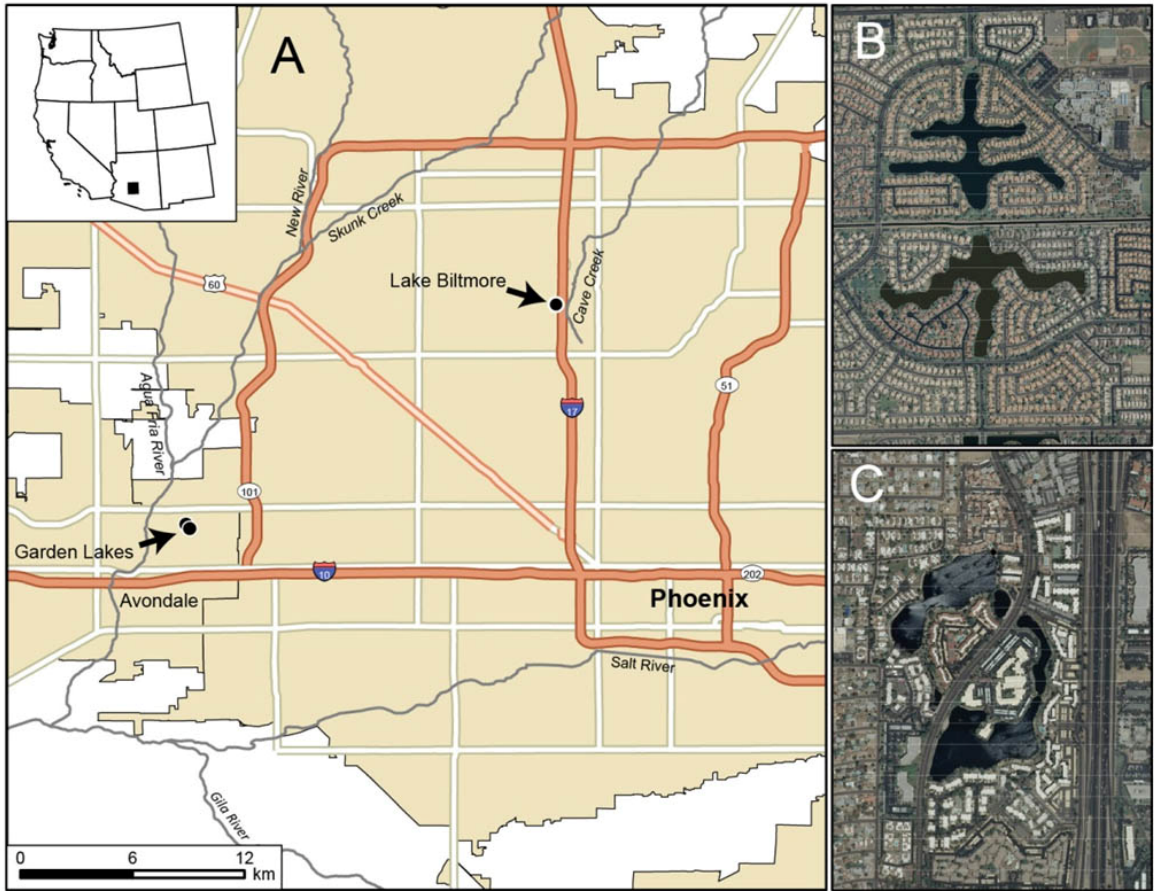 A
New River
Skunk Creek
60
Lake Biltmore
Cave Creek
51
17
Agua Fria River
101
Garden Lakes
10
202
Avondale
Phoenix
Salt River
Gila River
0 6 12
km
B
C